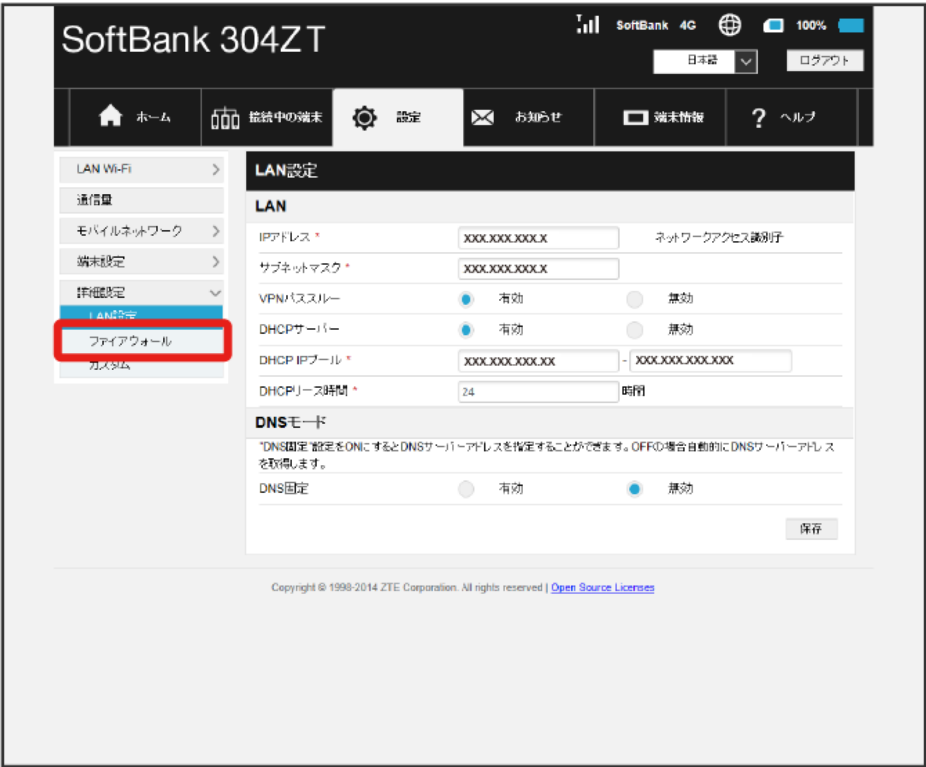 SoftBank 304ZT
SoftBank 4G 100%
日本語 ログアウト
ホーム 接続中の端末 設定 お知らせ 端末情報 ? ヘルプ
LAN Wi-Fi
通信量
モバイルネットワーク
端末設定
詳細設定
LAN設定
ファイアウォール
カスタム
LAN設定
LAN
IPアドレス * XXX.XXX.XXX.X ネットワークアクセス識別子
サブネットマスク * XXX.XXX.XXX.X
VPNパススルー 有効 無効
DHCPサーバー 有効 無効
DHCP IPプール * XXX.XXX.XXX.XX - XXX.XXX.XXX.XXX
DHCPリース時間 * 24 時間
DNSモード
"DNS固定"設定をONにするとDNSサーバーアドレスを指定することができます。OFFの場合自動的にDNSサーバーアドレス
を取得します。
DNS固定 有効 無効
保存
Copyright © 1998-2014 ZTE Corporation. All rights reserved | Open Source Licenses